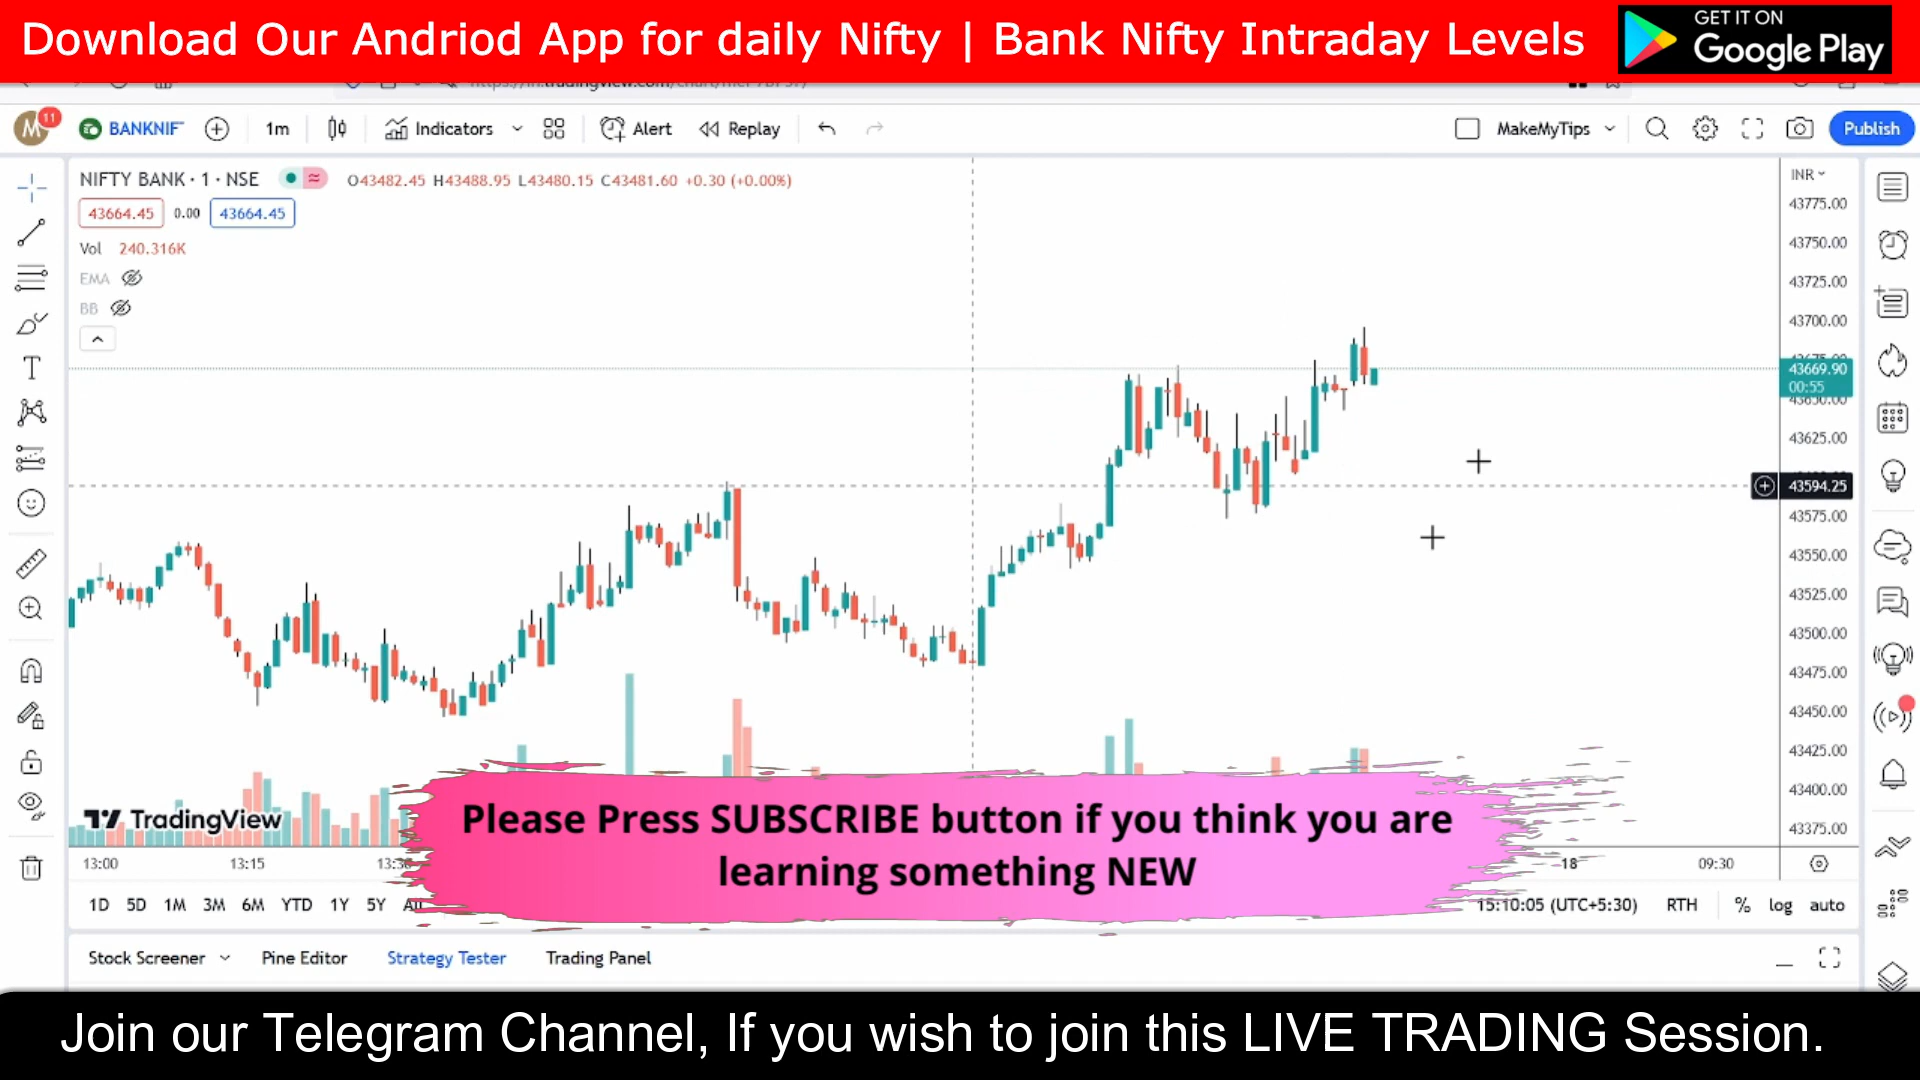 Download Our Andriod App for daily Nifty | Bank Nifty Intraday Levels
GET IT ON
Google Play
M 11 BANKNIF 1m Indicators Alert Replay MakeMyTips Publish
NIFTY BANK · 1 · NSE O43482.45 H43488.95 L43480.15 C43481.60 +0.30 (+0.00%)
INR
43664.45 0.00 43664.45
Vol 240.316K
EMA
BB
43775.00
43750.00
43725.00
43700.00
43669.90
00:55
43625.00
43594.25
43575.00
43550.00
43525.00
43500.00
43475.00
43450.00
43425.00
43400.00
43375.00
TradingView
Please Press SUBSCRIBE button if you think you are
learning something NEW
13:00 13:15 18 09:30
1D 5D 1M 3M 6M YTD 1Y 5Y All 15:10:05 (UTC+5:30) RTH % log auto
Stock Screener Pine Editor Strategy Tester Trading Panel
Join our Telegram Channel, If you wish to join this LIVE TRADING Session.